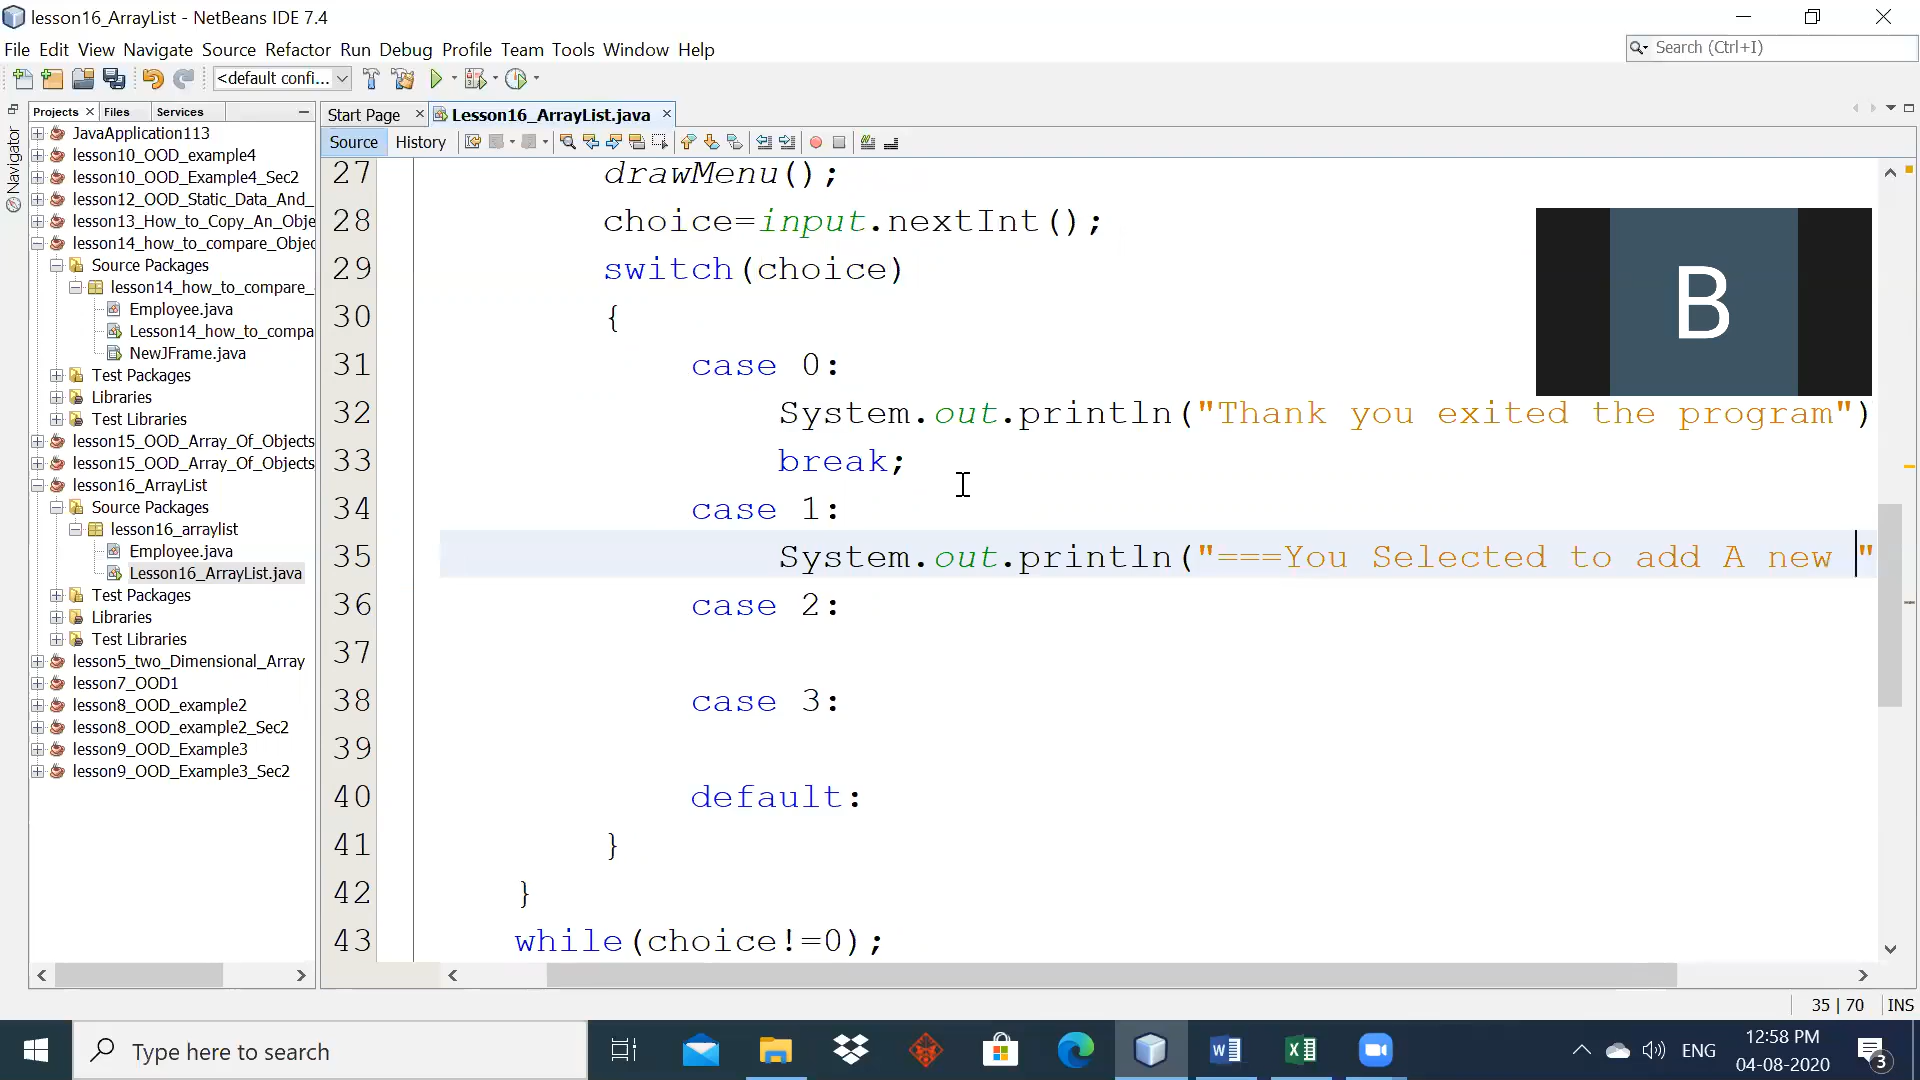 lesson16_ArrayList - NetBeans IDE 7.4
File Edit View Navigate Source Refactor Run Debug Profile Team Tools Window Help
Search (Ctrl+I)
<default confi...
Projects Files Services
Start Page Lesson16_ArrayList.java
Source History
Navigator
JavaApplication113
lesson10_OOD_example4
lesson10_OOD_Example4_Sec2
lesson12_OOD_Static_Data_And_
lesson13_How_to_Copy_An_Obje
lesson14_how_to_compare_Objec
Source Packages
lesson14_how_to_compare_
Employee.java
Lesson14_how_to_compa
NewJFrame.java
Test Packages
Libraries
Test Libraries
lesson15_OOD_Array_Of_Objects
lesson15_OOD_Array_Of_Objects
lesson16_ArrayList
Source Packages
lesson16_arraylist
Employee.java
Lesson16_ArrayList.java
Test Packages
Libraries
Test Libraries
lesson5_two_Dimensional_Array
lesson7_OOD1
lesson8_OOD_example2
lesson8_OOD_example2_Sec2
lesson9_OOD_Example3
lesson9_OOD_Example3_Sec2
27 drawMenu();
28 choice=input.nextInt();
29 switch(choice)
30 {
31 case 0:
32 System.out.println("Thank you exited the program")
33 break;
34 case 1:
35 System.out.println("===You Selected to add A new "
36 case 2:
37
38 case 3:
39
40 default:
41 }
42 }
43 while(choice!=0);
B
35 | 70 INS
Type here to search
ENG
12:58 PM
04-08-2020
3